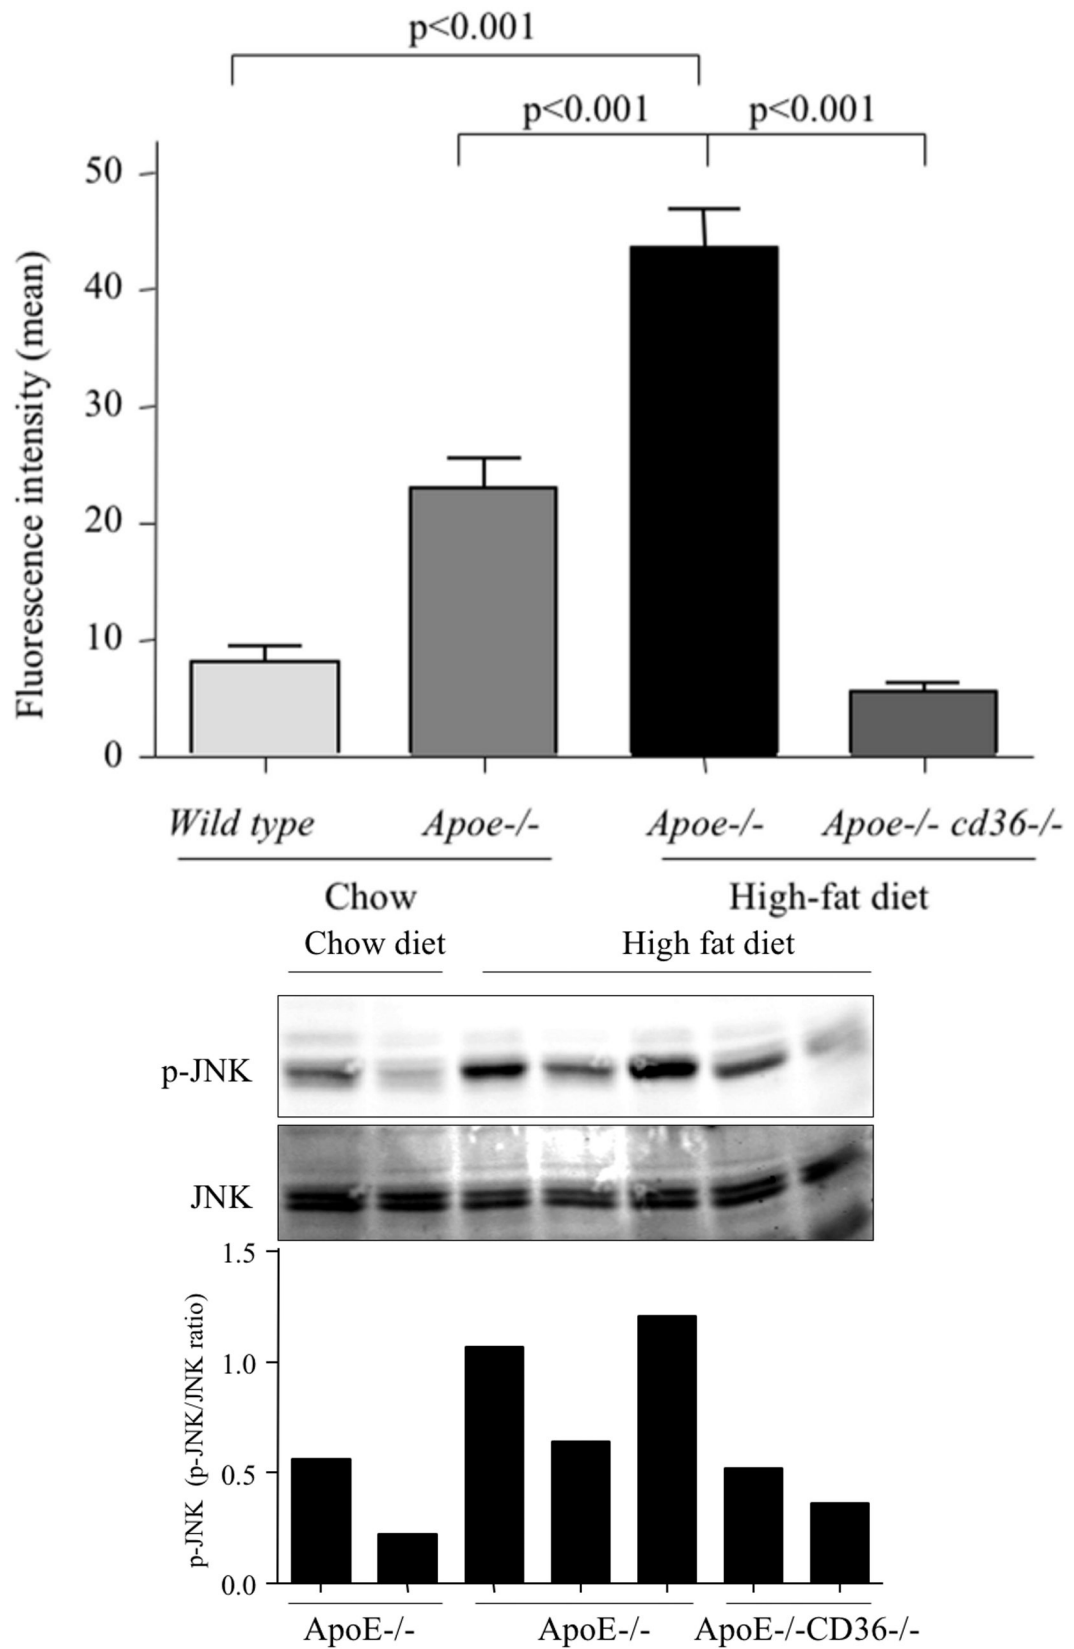 p<0.001
p<0.001 p<0.001
50
40
30
20
10
0
Fluorescence intensity (mean)
Wild type Apoe-/- Apoe-/- Apoe-/- cd36-/-
Chow High-fat diet
Chow diet High fat diet
p-JNK
JNK
1.5
1.0
0.5
0.0
p-JNK (p-JNK/JNK ratio)
ApoE-/- ApoE-/- ApoE-/-CD36-/-